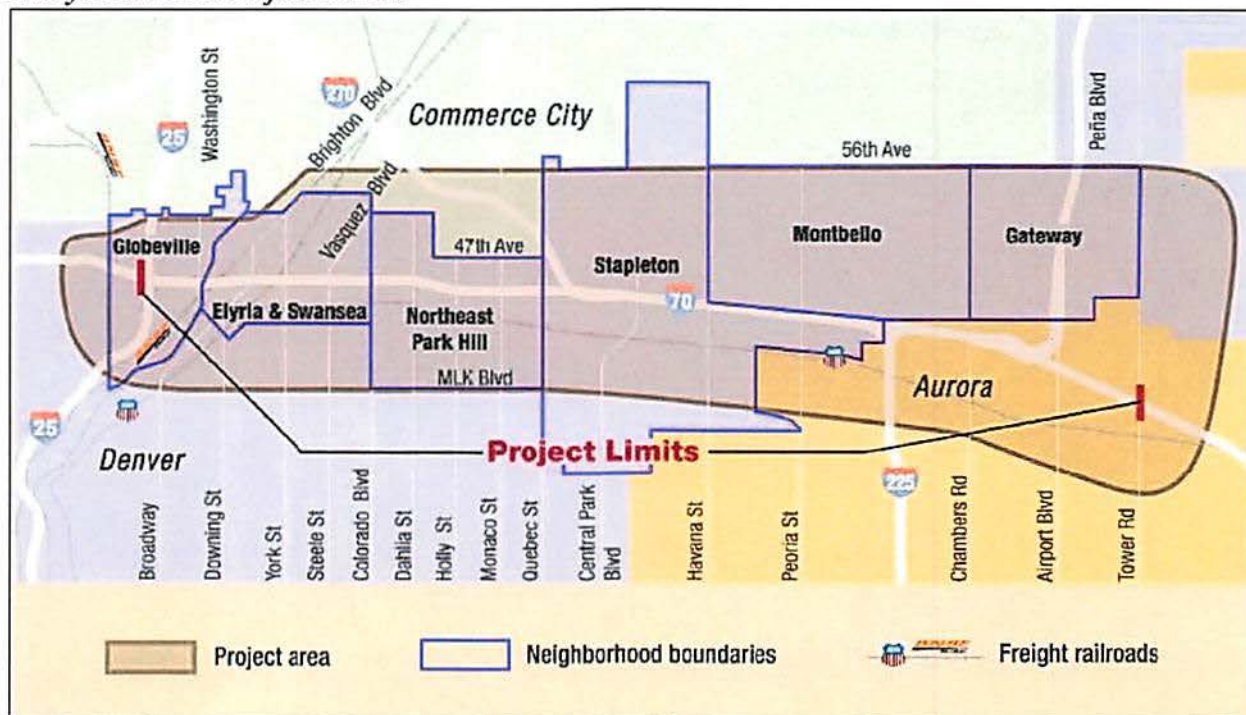 Washington St
25
270
Brighton Blvd
Commerce City
Peña Blvd
56th Ave
Vasquez Blvd
Globeville
47th Ave
Montbello
Gateway
Stapleton
70
Elyria & Swansea
Northeast
Park Hill
MLK Blvd
Aurora
25
Denver
Project Limits
225
Broadway
Downing St
York St
Steele St
Colorado Blvd
Dahlia St
Holly St
Monaco St
Quebec St
Central Park
Blvd
Havana St
Peoria St
Chambers Rd
Airport Blvd
Tower Rd
Project area
Neighborhood boundaries
Freight railroads